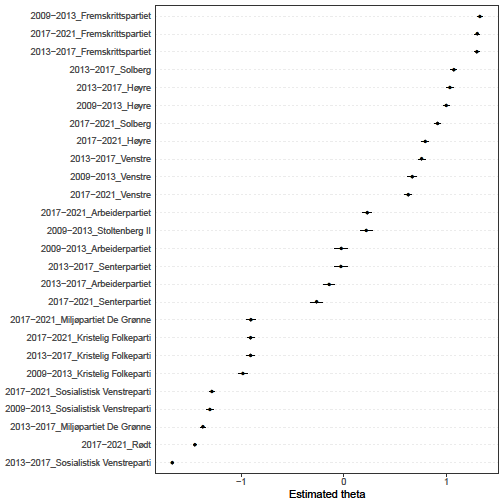 2009−2013_Fremskrittspartiet
2017−2021_Fremskrittspartiet
2013−2017_Fremskrittspartiet
2013−2017_Solberg
2013−2017_Høyre
2009−2013_Høyre
2017−2021_Solberg
2017−2021_Høyre
2013−2017_Venstre
2009−2013_Venstre
2017−2021_Venstre
2017−2021_Arbeiderpartiet
2009−2013_Stoltenberg II
2009−2013_Arbeiderpartiet
2013−2017_Senterpartiet
2013−2017_Arbeiderpartiet
2017−2021_Senterpartiet
2017−2021_Miljøpartiet De Grønne
2017−2021_Kristelig Folkeparti
2013−2017_Kristelig Folkeparti
2009−2013_Kristelig Folkeparti
2017−2021_Sosialistisk Venstreparti
2009−2013_Sosialistisk Venstreparti
2013−2017_Miljøpartiet De Grønne
2017−2021_Rødt
2013−2017_Sosialistisk Venstreparti
−1 0 1
Estimated theta